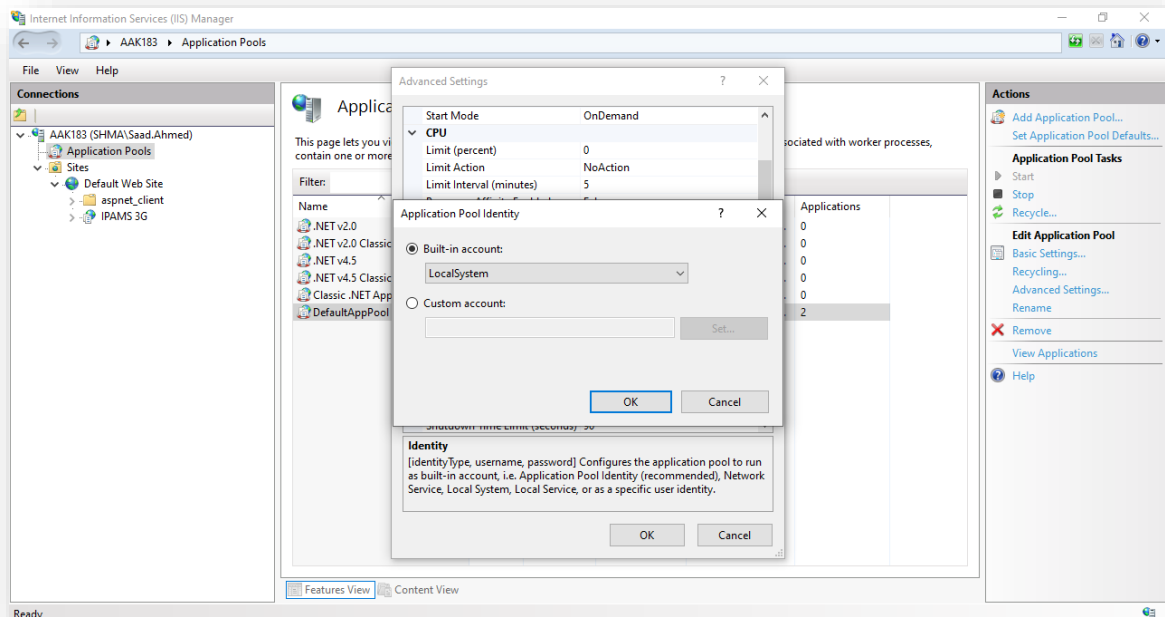 Internet Information Services (IIS) Manager
AAK183 Application Pools
File View Help
Connections
AAK183 (SHMA\Saad.Ahmed)
Application Pools
Sites
Default Web Site
aspnet_client
IPAMS 3G
Applica
This page lets you vi
sociated with worker processes,
contain one or more
Filter:
Name
Applications
.NET v2.0 0
.NET v2.0 Classic 0
.NET v4.5 0
.NET v4.5 Classic 0
Classic .NET App 0
DefaultAppPool 2
Advanced Settings ?
Start Mode OnDemand
CPU
Limit (percent) 0
Limit Action NoAction
Limit Interval (minutes) 5
Application Pool Identity ?
Built-in account:
LocalSystem
Custom account:
Set...
OK Cancel
Shutdown Time Limit (seconds) 90
Identity
[identityType, username, password] Configures the application pool to run
as built-in account, i.e. Application Pool Identity (recommended), Network
Service, Local System, Local Service, or as a specific user identity.
OK Cancel
Features View Content View
Actions
Add Application Pool...
Set Application Pool Defaults...
Application Pool Tasks
Start
Stop
Recycle...
Edit Application Pool
Basic Settings...
Recycling...
Advanced Settings...
Rename
Remove
View Applications
Help
Ready